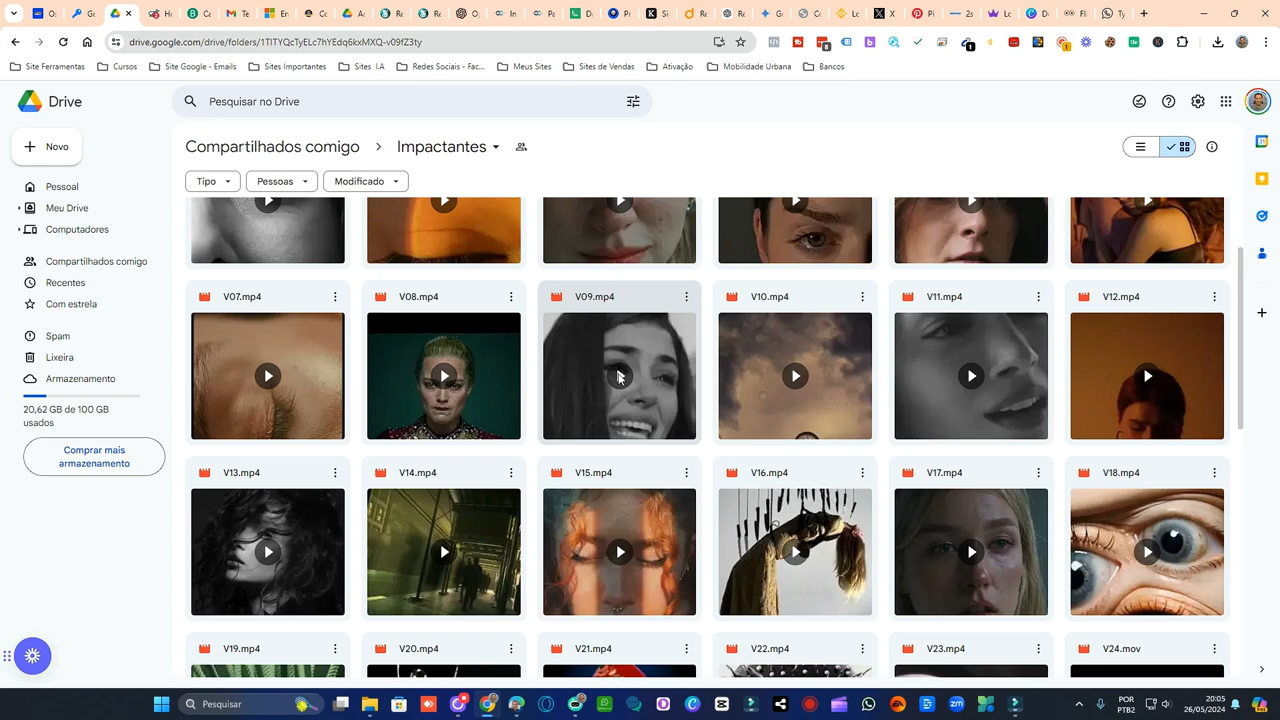 drive.google.com/drive/folders/1TlTYQcTyELc7hYEdq6kxMXQ-v09fZ3ty
Site Ferramentas
Cursos
Site Google - Emails
Sites Importantes
Sites I.A
Redes Sociais - Fac...
Meus Sites
Sites de Vendas
Ativação
Mobilidade Urbana
Bancos
Drive
Pesquisar no Drive
Novo
Compartilhados comigo > Impactantes
Tipo
Pessoas
Modificado
Pessoal
Meu Drive
Computadores
Compartilhados comigo
Recentes
Com estrela
Spam
Lixeira
Armazenamento
20,62 GB de 100 GB
usados
Comprar mais
armazenamento
V07.mp4
V08.mp4
V09.mp4
V10.mp4
V11.mp4
V12.mp4
V13.mp4
V14.mp4
V15.mp4
V16.mp4
V17.mp4
V18.mp4
V19.mp4
V20.mp4
V21.mp4
V22.mp4
V23.mp4
V24.mov
Pesquisar
POR
PTB2
20:05
26/05/2024